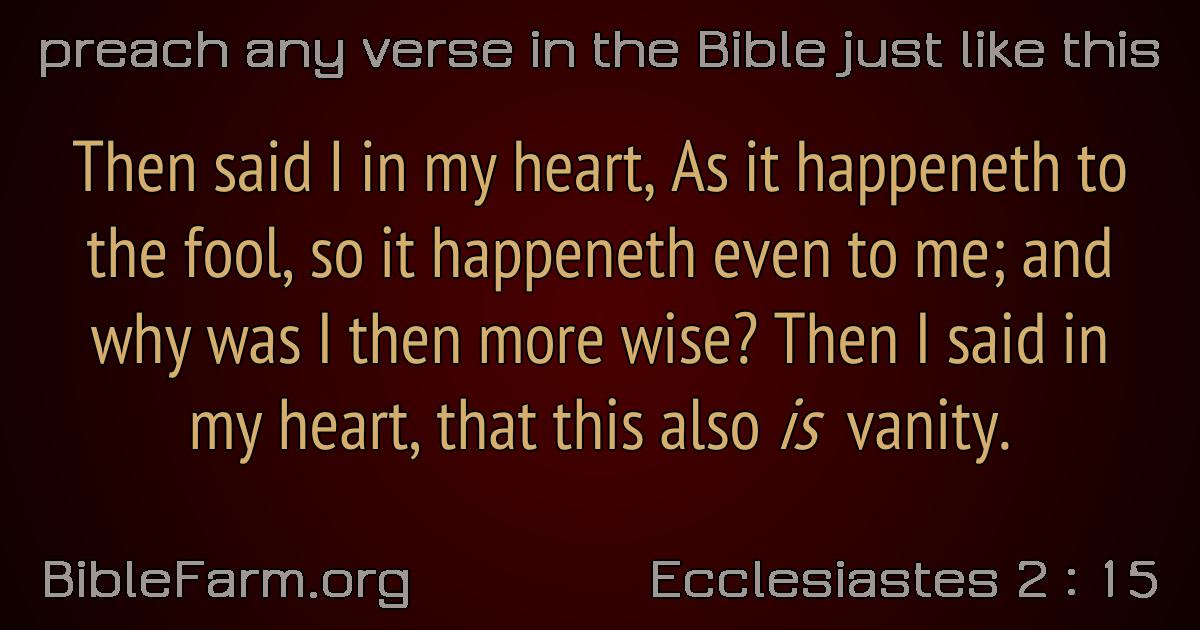 preach any verse in the Bible just like this
Then said I in my heart, As it happeneth to
the fool, so it happeneth even to me; and
why was I then more wise? Then I said in
my heart, that this also is vanity.
BibleFarm.org
Ecclesiastes 2 : 15